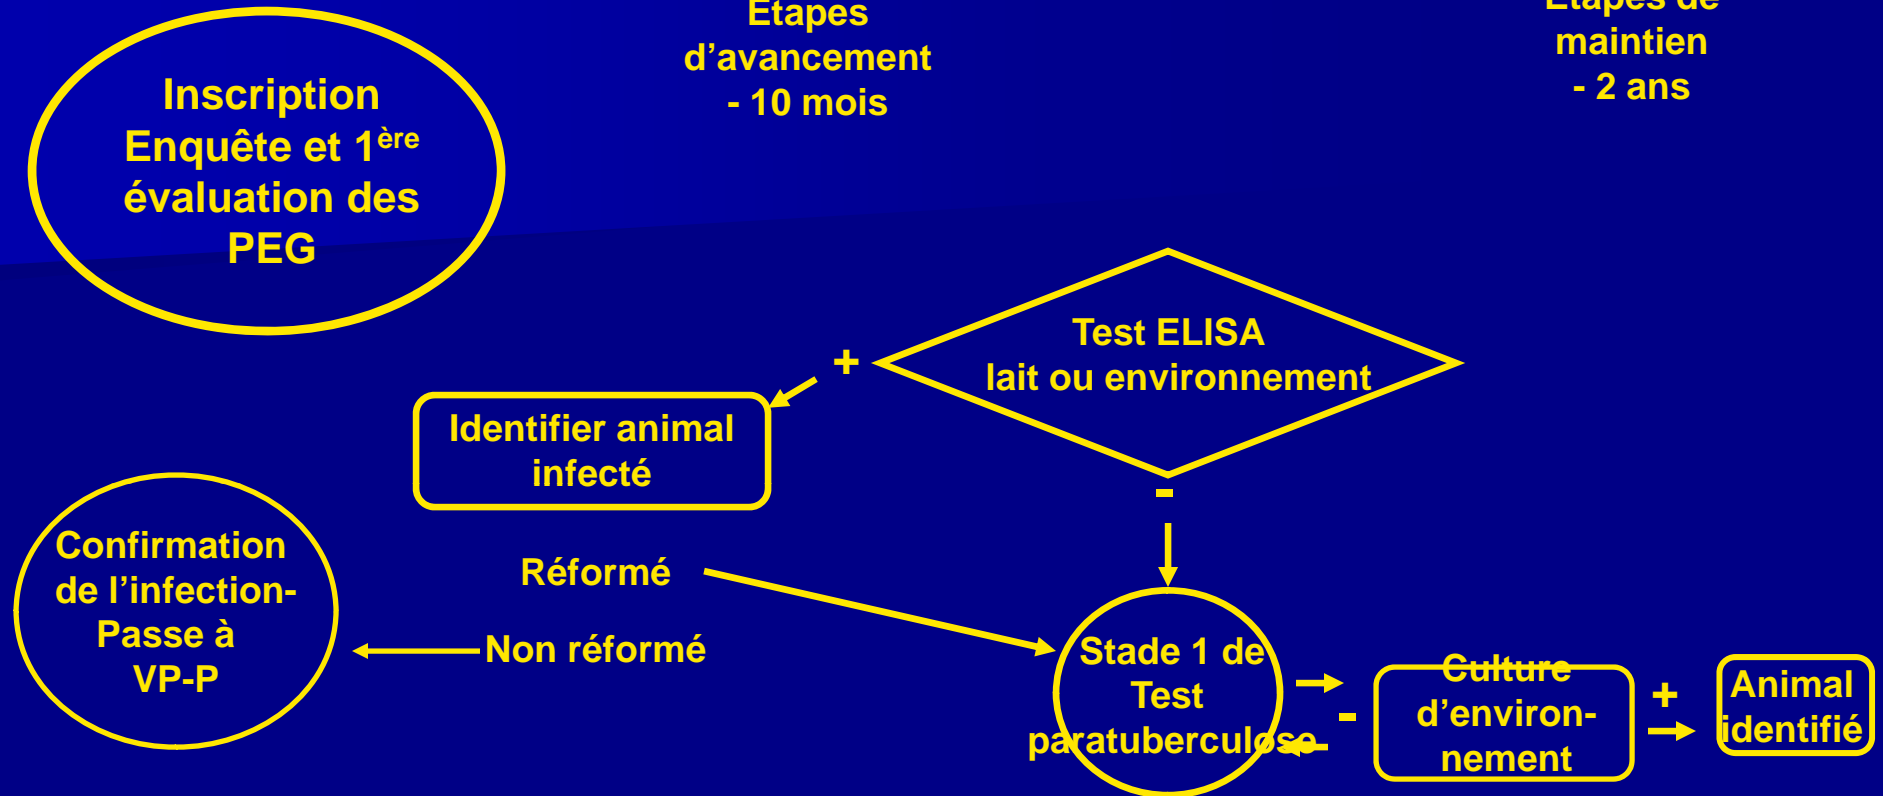 Etapes
d’avancement
- 10 mois
Etapes de
maintien
- 2 ans
Inscription
Enquête et 1ère
évaluation des
PEG
Test ELISA
lait ou environnement
+
-
Identifier animal
infecté
Confirmation
de l’infection-
Passe à
VP-P
Réformé
Non réformé
Stade 1 de
Test
paratuberculose
-
Culture
d’environ-
nement
+
Animal
identifié